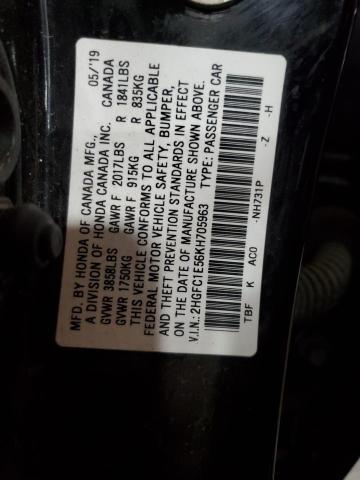 MFD. BY HONDA OF CANADA MFG., 05/'19
A DIVISION OF HONDA CANADA INC. CANADA
GVWR 3858LBS GAWR F 2017LBS R 1841LBS
GVWR 1750KG GAWR F 915KG R 835KG
THIS VEHICLE CONFORMS TO ALL APPLICABLE
FEDERAL MOTOR VEHICLE SAFETY, BUMPER,
AND THEFT PREVENTION STANDARDS IN EFFECT
ON THE DATE OF MANUFACTURE SHOWN ABOVE.
V.I.N.: 2HGFC1E56KH705963 TYPE: PASSENGER CAR
TBF K AC0 -NH731P -Z -H